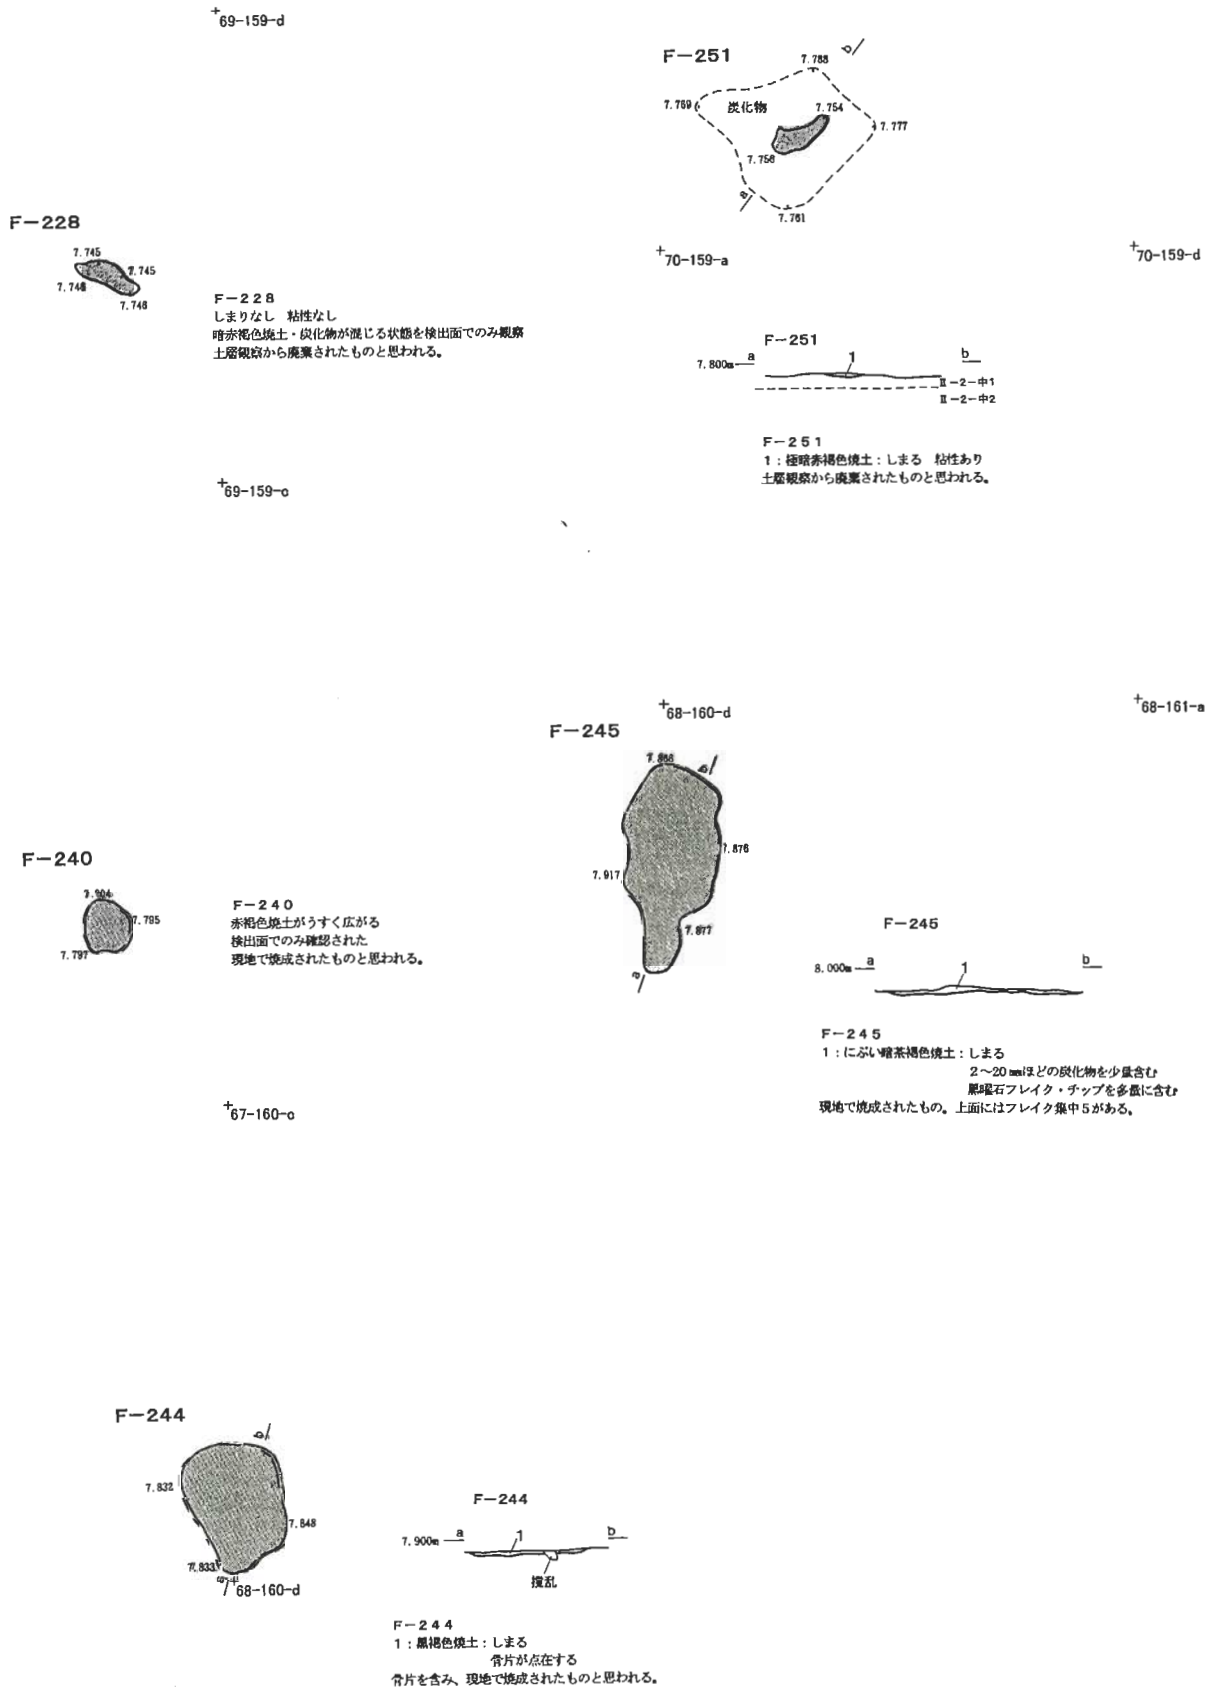 69-159-d
F-251
7.788
b
7.769
炭化物
7.754
7.777
7.756
a
7.761
F-228
7.745
7.745
7.746
7.746
70-159-a
70-159-d
F-228
しまりなし 粘性なし
暗赤褐色焼土・炭化物が混じる状態を検出面でのみ観察
土層観察から廃棄されたものと思われる。
F-251
7.800m a
1
b
Ⅱ-2-中1
Ⅱ-2-中2
F-251
1:極暗赤褐色焼土:しまる 粘性あり
土層観察から廃棄されたものと思われる。
69-159-c
68-160-d
68-161-a
F-245
7.866
b
7.876
7.917
7.877
a
F-240
7.804
7.795
7.797
F-240
赤褐色焼土がうすく広がる
検出面でのみ確認された
現地で焼成されたものと思われる。
F-245
8.000m a
1
b
F-245
1:にぶい暗茶褐色焼土:しまる
2~20mmほどの炭化物を少量含む
黒曜石フレイク・チップを多量に含む
現地で焼成されたもの。上面にはフレイク集中5がある。
67-160-c
F-244
b
7.832
7.848
7.833
a
68-160-d
F-244
7.900m a
1
b
撹乱
F-244
1:黒褐色焼土:しまる
骨片が点在する
骨片を含み、現地で焼成されたものと思われる。